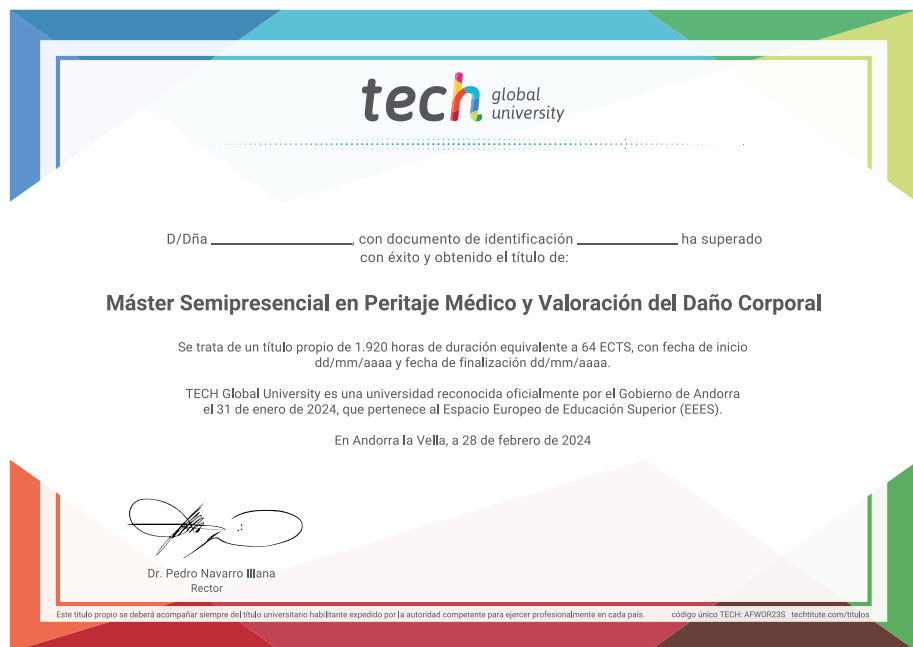 tech global university
D/Dña ____________, con documento de identificación ____________ ha superado
con éxito y obtenido el título de:
Máster Semipresencial en Peritaje Médico y Valoración del Daño Corporal
Se trata de un título propio de 1.920 horas de duración equivalente a 64 ECTS, con fecha de inicio
dd/mm/aaaa y fecha de finalización dd/mm/aaaa.
TECH Global University es una universidad reconocida oficialmente por el Gobierno de Andorra
el 31 de enero de 2024, que pertenece al Espacio Europeo de Educación Superior (EEES).
En Andorra la Vella, a 28 de febrero de 2024
Dr. Pedro Navarro Illana
Rector
Este título propio se deberá acompañar siempre del título universitario habilitante expedido por la autoridad competente para ejercer profesionalmente en cada país. código único TECH: AFWOR23S techtitute.com/titulos